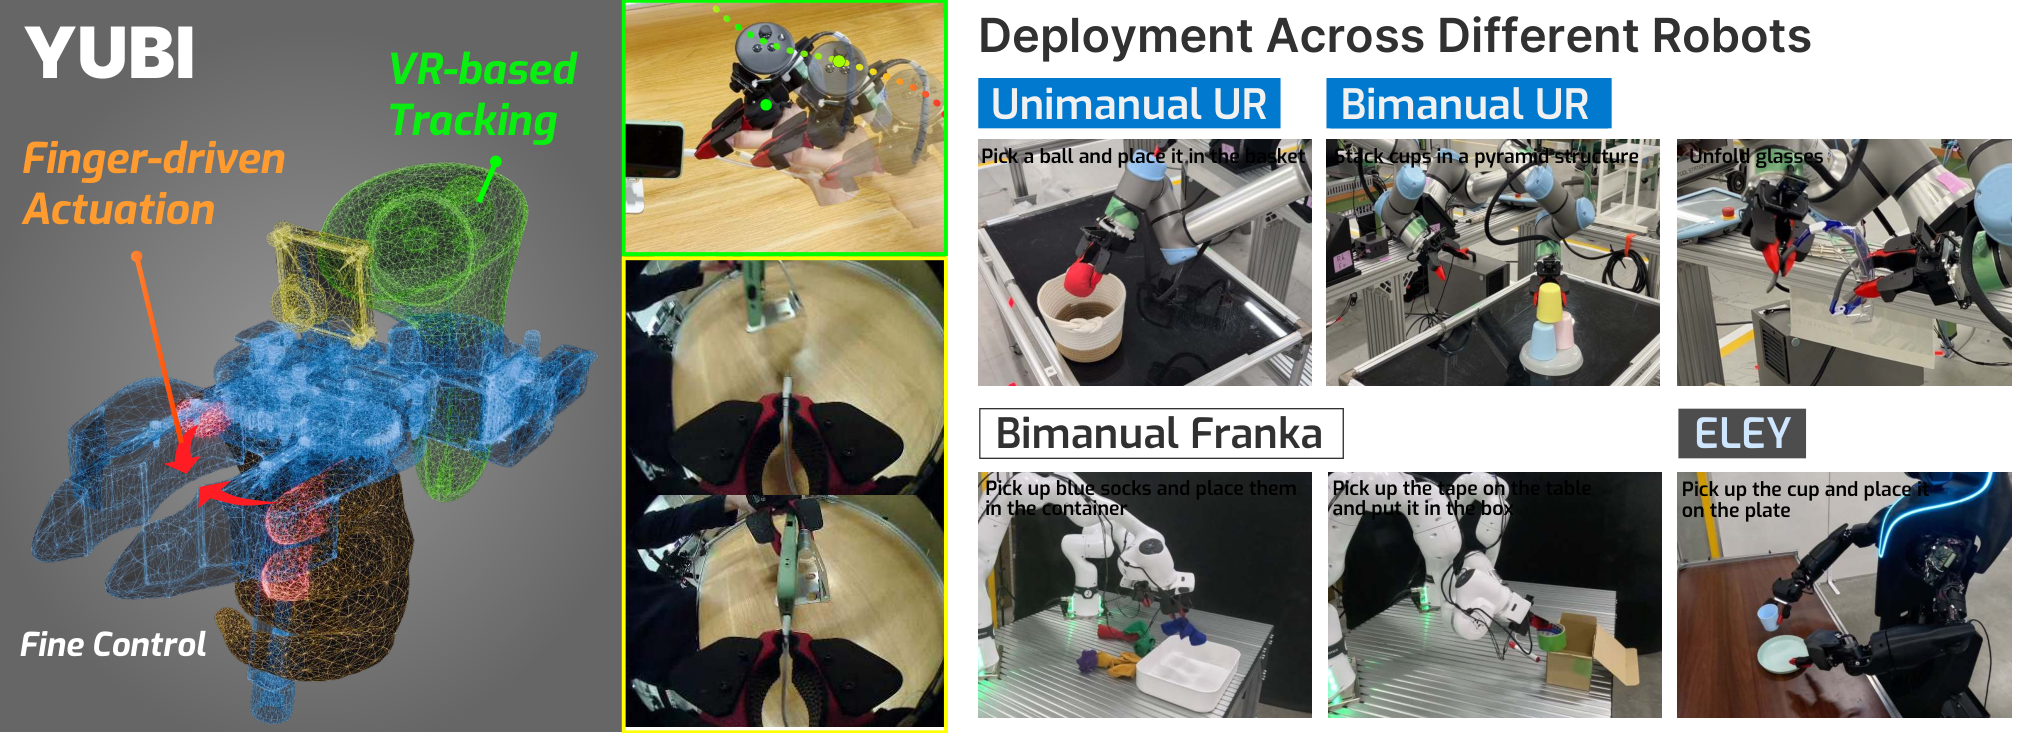 YUBI
VR-based
Tracking
Finger-driven
Actuation
Fine Control
Deployment Across Different Robots
Unimanual UR
Bimanual UR
Pick a ball and place it in the basket
Stack cups in a pyramid structure
Unfold glasses
Bimanual Franka
ELEY
Pick up blue socks and place them
in the container
Pick up the tape on the table
and put it in the box
Pick up the cup and place it
on the plate